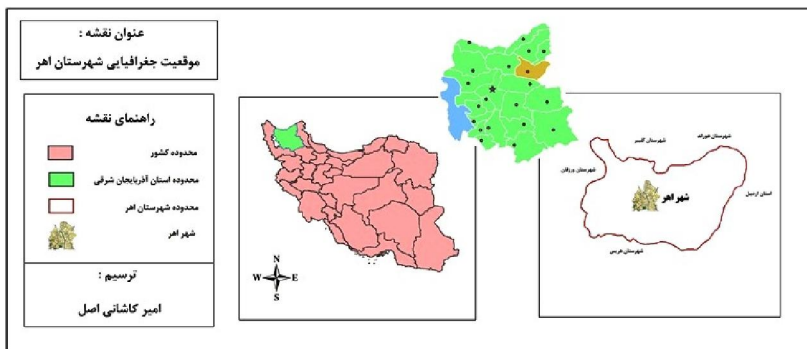 عنوان نقشه :
موقعیت جغرافیایی شهرستان اهر
راهنمای نقشه
محدوده کشور
محدوده استان آذربایجان شرقی
محدوده شهرستان اهر
شهر اهر
ترسیم :
امیر کاشانی اصل
N
W E
S
شهرستان خودافه
شهرستان کلیبر
شهرستان ورزقان
استان اردبیل
شهر اهر
شهرستان هریس